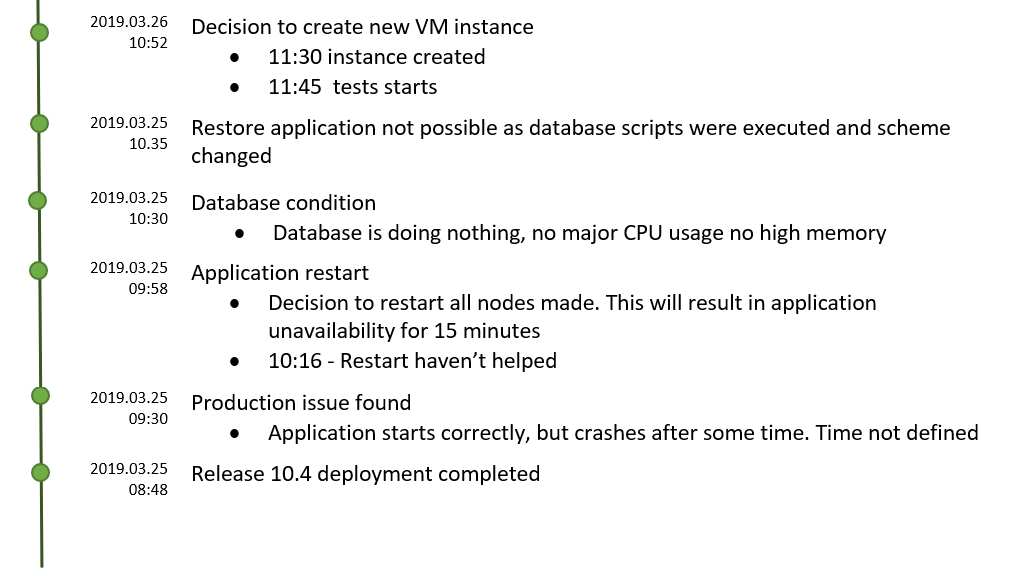 2019.03.26
10:52
Decision to create new VM instance
● 11:30 instance created
● 11:45 tests starts
2019.03.25
10.35
Restore application not possible as database scripts were executed and scheme
changed
2019.03.25
10:30
Database condition
● Database is doing nothing, no major CPU usage no high memory
2019.03.25
09:58
Application restart
● Decision to restart all nodes made. This will result in application
unavailability for 15 minutes
● 10:16 - Restart haven’t helped
2019.03.25
09:30
Production issue found
● Application starts correctly, but crashes after some time. Time not defined
2019.03.25
08:48
Release 10.4 deployment completed